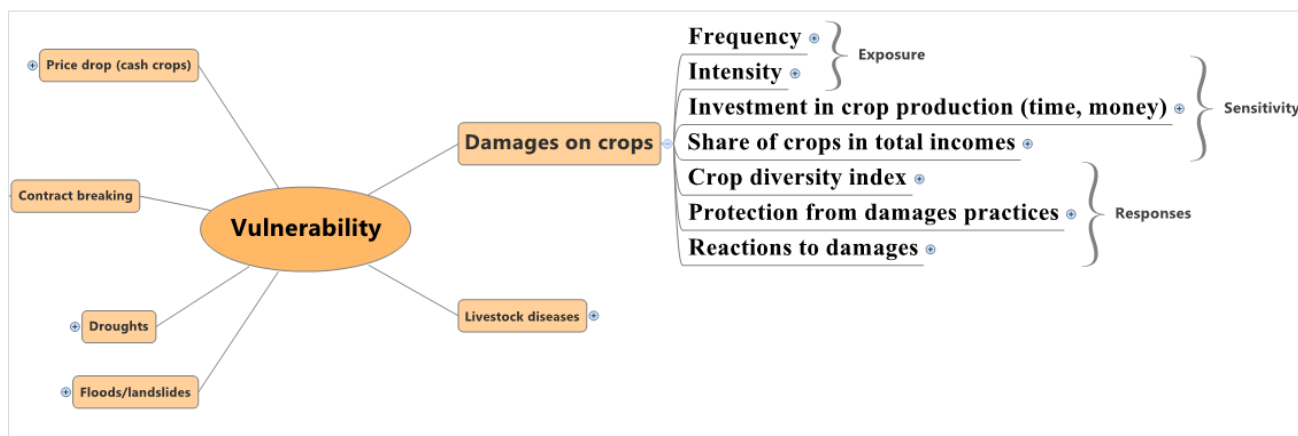 Price drop (cash crops)
Contract breaking
Vulnerability
Droughts
Floods/landslides
Damages on crops
Livestock diseases
Frequency
Intensity
Exposure
Investment in crop production (time, money)
Share of crops in total incomes
Sensitivity
Crop diversity index
Protection from damages practices
Reactions to damages
Responses